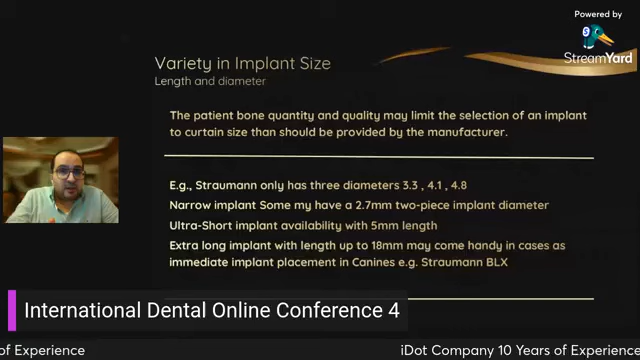 Powered by
StreamYard
Variety in Implant Size
Length and diameter
The patient bone quantity and quality may limit the selection of an implant
to curtain size than should be provided by the manufacturer.
E.g., Straumann only has three diameters 3.3 , 4.1 , 4.8
Narrow implant Some my have a 2.7mm two-piece implant diameter
Ultra-Short implant availability with 5mm length
Extra long implant with length up to 18mm may come handy in cases as
immediate implant placement in Canines e.g. Straumann BLX
International Dental Online Conference 4
of Experience
iDot Company 10 Years of Experience